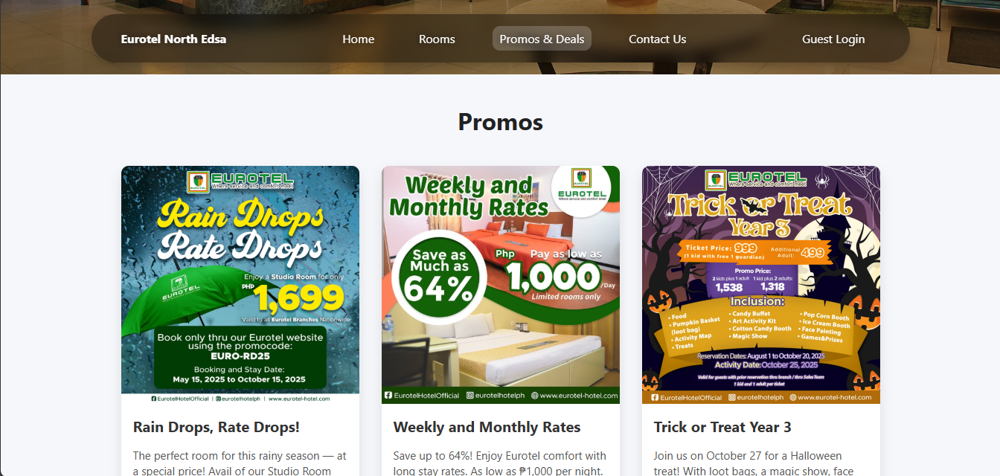 Eurotel North Edsa
Home
Rooms
Promos & Deals
Contact Us
Guest Login
Promos
EUROTEL
Where service and comfort meet
Rain Drops
Rate Drops
EUROTEL
Enjoy a Studio Room for only
PHP 1,699
Valid to all Eurotel Branches Nationwide
Book only thru our Eurotel website
using the promocode:
EURO-RD25
Booking and Stay Date:
May 15, 2025 to October 15, 2025
EurotelHotelOfficial | eurotelhotelph | www.eurotel-hotel.com
Rain Drops, Rate Drops!
The perfect room for this rainy season — at
a special price! Avail of our Studio Room
Weekly and
Monthly Rates
EUROTEL
Where service and comfort meet
Save as
Much as
64%
Php Pay as low as
1,000 /Day
Limited rooms only
EurotelHotelOfficial eurotelhotelph www.eurotel-hotel.com
Weekly and Monthly Rates
Save up to 64%! Enjoy Eurotel comfort with
long stay rates. As low as ₱1,000 per night.
EUROTEL
Where service and comfort meet
Trick or Treat
Year 3
Ticket Price: 999
(1 kid with free 1 guardian)
Additional
Adult: 499
Promo Price:
2 kids plus 1 adult 1 kid plus 2 adults:
1,538 1,318
Inclusion:
• Food
• Pumpkin Basket
(loot bag)
• Activity Map
• Treats
• Candy Buffet
• Art Activity Kit
• Cotton Candy Booth
• Magic Show
• Pop Corn Booth
• Ice Cream Booth
• Face Painting
• Games&Prizes
Reservation Dates: August 1 to October 20, 2025
Activity Date: October 25, 2025
Valid for guests with prior reservation thru branch / thru Sales Team
1 kid and 1 adult per ticket
EurotelHotelOfficial eurotelhotelph www.eurotel-hotel.com
Trick or Treat Year 3
Join us on October 27 for a Halloween
treat! With loot bags, a magic show, face